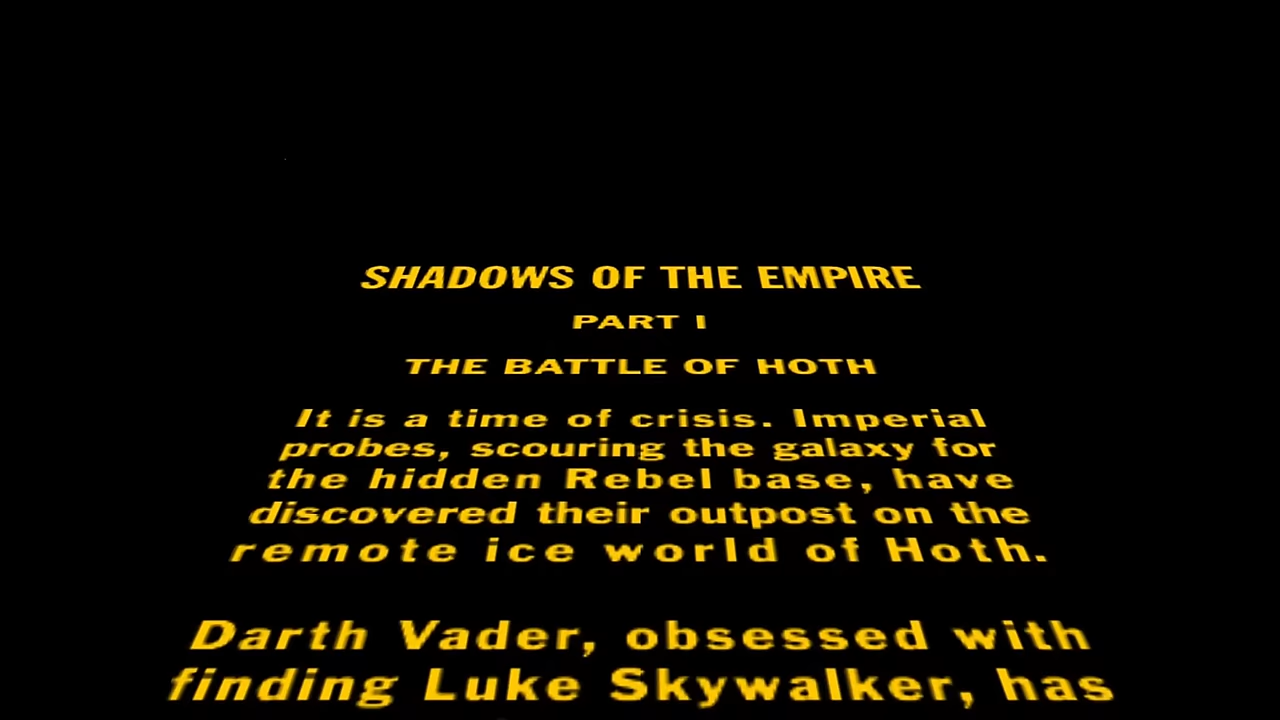 SHADOWS OF THE EMPIRE
PART I
THE BATTLE OF HOTH
It is a time of crisis. Imperial
probes, scouring the galaxy for
the hidden Rebel base, have
discovered their outpost on the
remote ice world of Hoth.
Darth Vader, obsessed with
finding Luke Skywalker, has